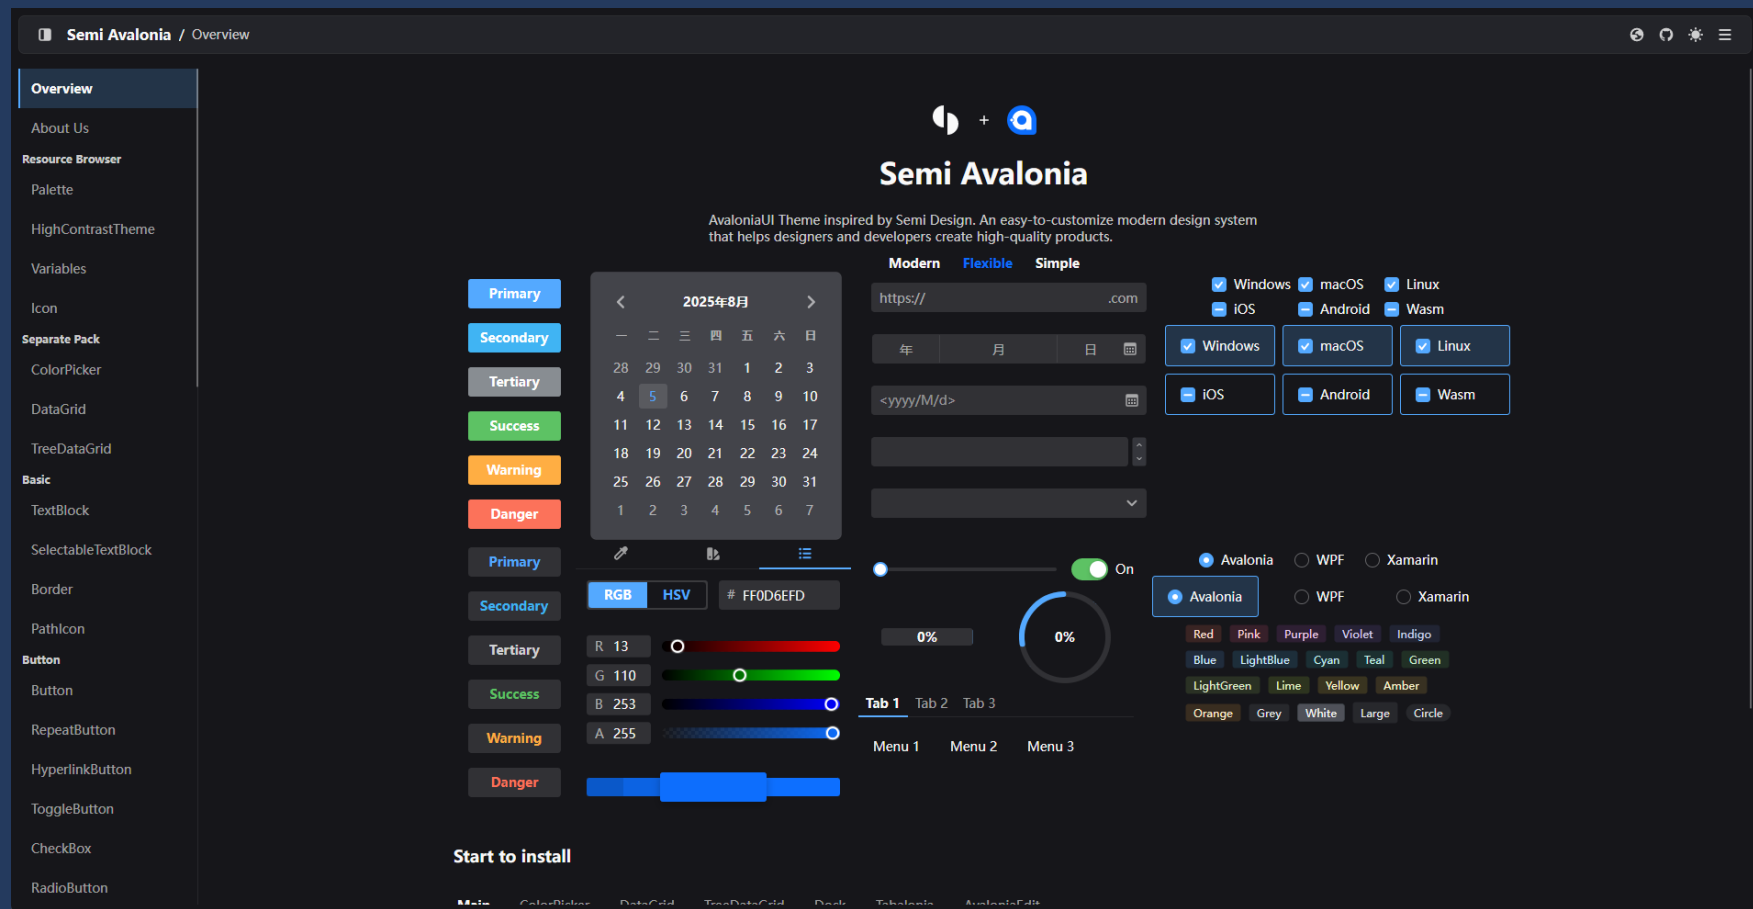 Semi Avalonia / Overview
Overview
About Us
Resource Browser
Palette
HighContrastTheme
Variables
Icon
Separate Pack
ColorPicker
DataGrid
TreeDataGrid
Basic
TextBlock
SelectableTextBlock
Border
PathIcon
Button
Button
RepeatButton
HyperlinkButton
ToggleButton
CheckBox
RadioButton
+
Semi Avalonia
AvaloniaUI Theme inspired by Semi Design. An easy-to-customize modern design system
that helps designers and developers create high-quality products.
Modern Flexible Simple
Primary
Secondary
Tertiary
Success
Warning
Danger
Primary
Secondary
Tertiary
Success
Warning
Danger
2025年8月
一 二 三 四 五 六 日
28 29 30 31 1 2 3
4 5 6 7 8 9 10
11 12 13 14 15 16 17
18 19 20 21 22 23 24
25 26 27 28 29 30 31
1 2 3 4 5 6 7
RGB HSV # FF0D6EFD
R 13
G 110
B 253
A 255
https:// .com
年 月 日
<yyyy/M/d>
On
0% 0%
Tab 1 Tab 2 Tab 3
Menu 1 Menu 2 Menu 3
Windows macOS Linux
iOS Android Wasm
Windows macOS Linux
iOS Android Wasm
Avalonia WPF Xamarin
Avalonia WPF Xamarin
Red Pink Purple Violet Indigo
Blue LightBlue Cyan Teal Green
LightGreen Lime Yellow Amber
Orange Grey White Large Circle
Start to install
Main ColorPicker DataGrid TreeDataGrid Dock Tabalonia AvaloniaEdit